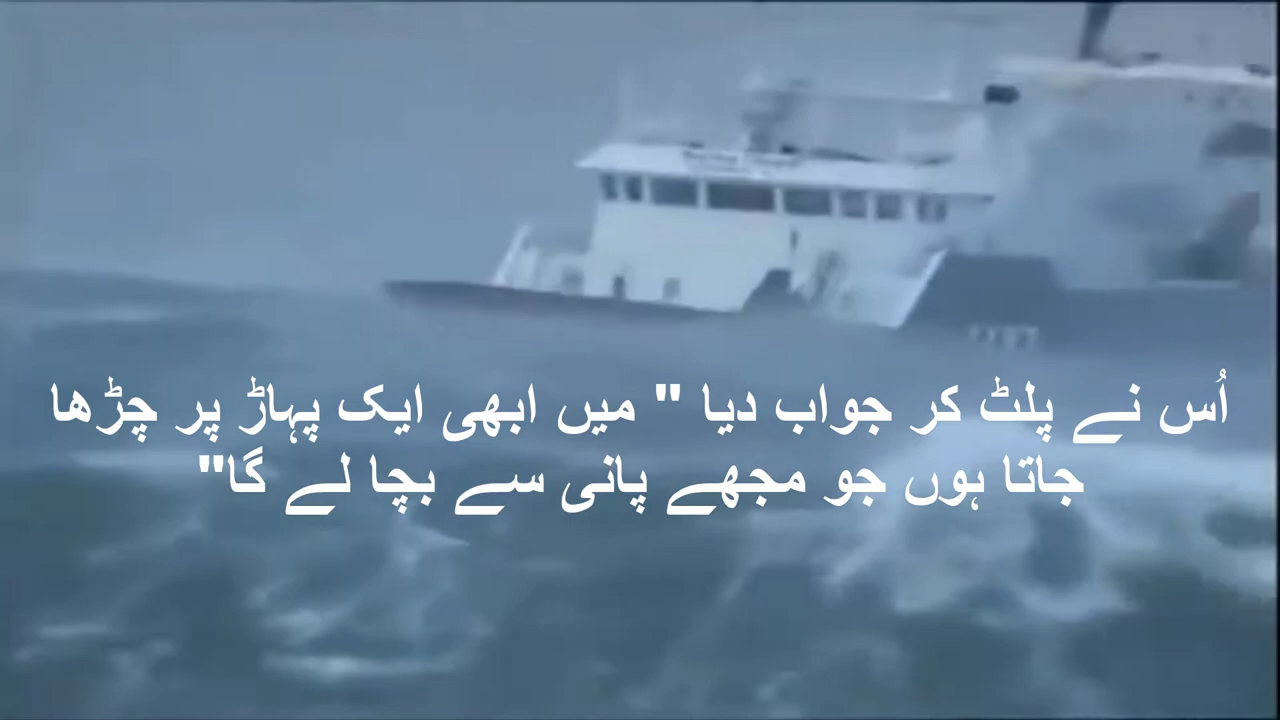 اُس نے پلٹ کر جواب دیا " میں ابھی ایک پہاڑ پر چڑھا
جاتا ہوں جو مجھے پانی سے بچا لے گا"